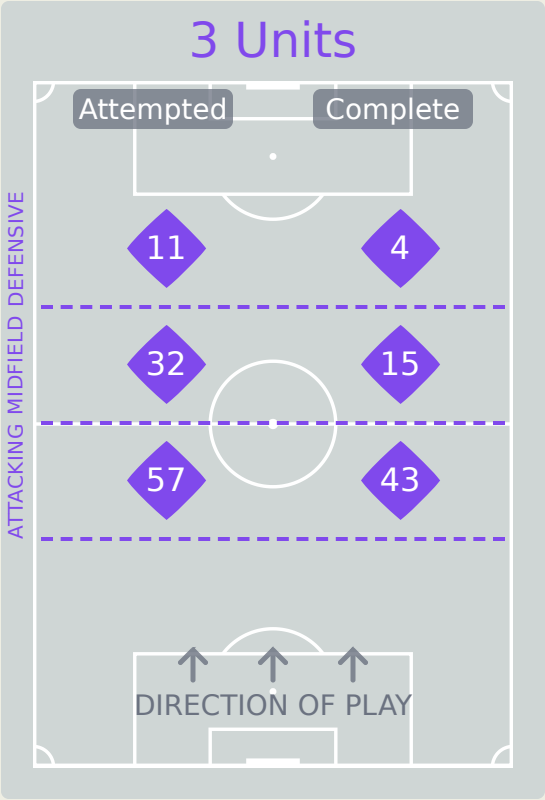 3 Units
Attempted Complete
ATTACKING MIDFIELD DEFENSIVE
11 4
32 15
57 43
DIRECTION OF PLAY